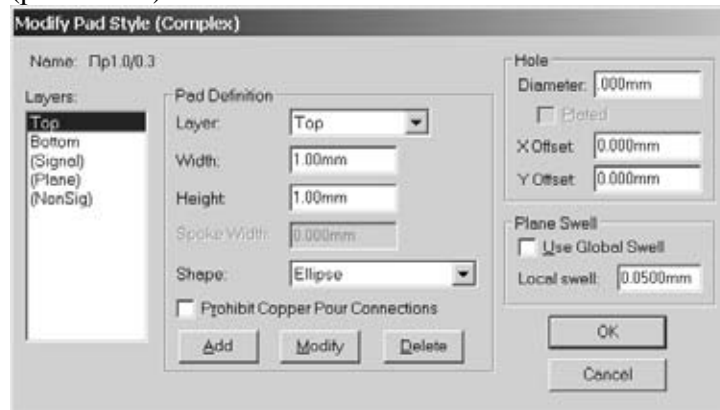 Modify Pad Style (Complex)
Name: Пр1.0/0.3
Layers:
Top
Bottom
(Signal)
(Plane)
(NonSig)
Pad Definition
Layer: Top
Width: 1.00mm
Height: 1.00mm
Spoke Width: 0.000mm
Shape: Ellipse
Prohibit Copper Pour Connections
Add Modify Delete
Hole
Diameter: .000mm
Plated
X Offset: 0.000mm
Y Offset: 0.000mm
Plane Swell
Use Global Swell
Local swell: 0.0500mm
OK
Cancel